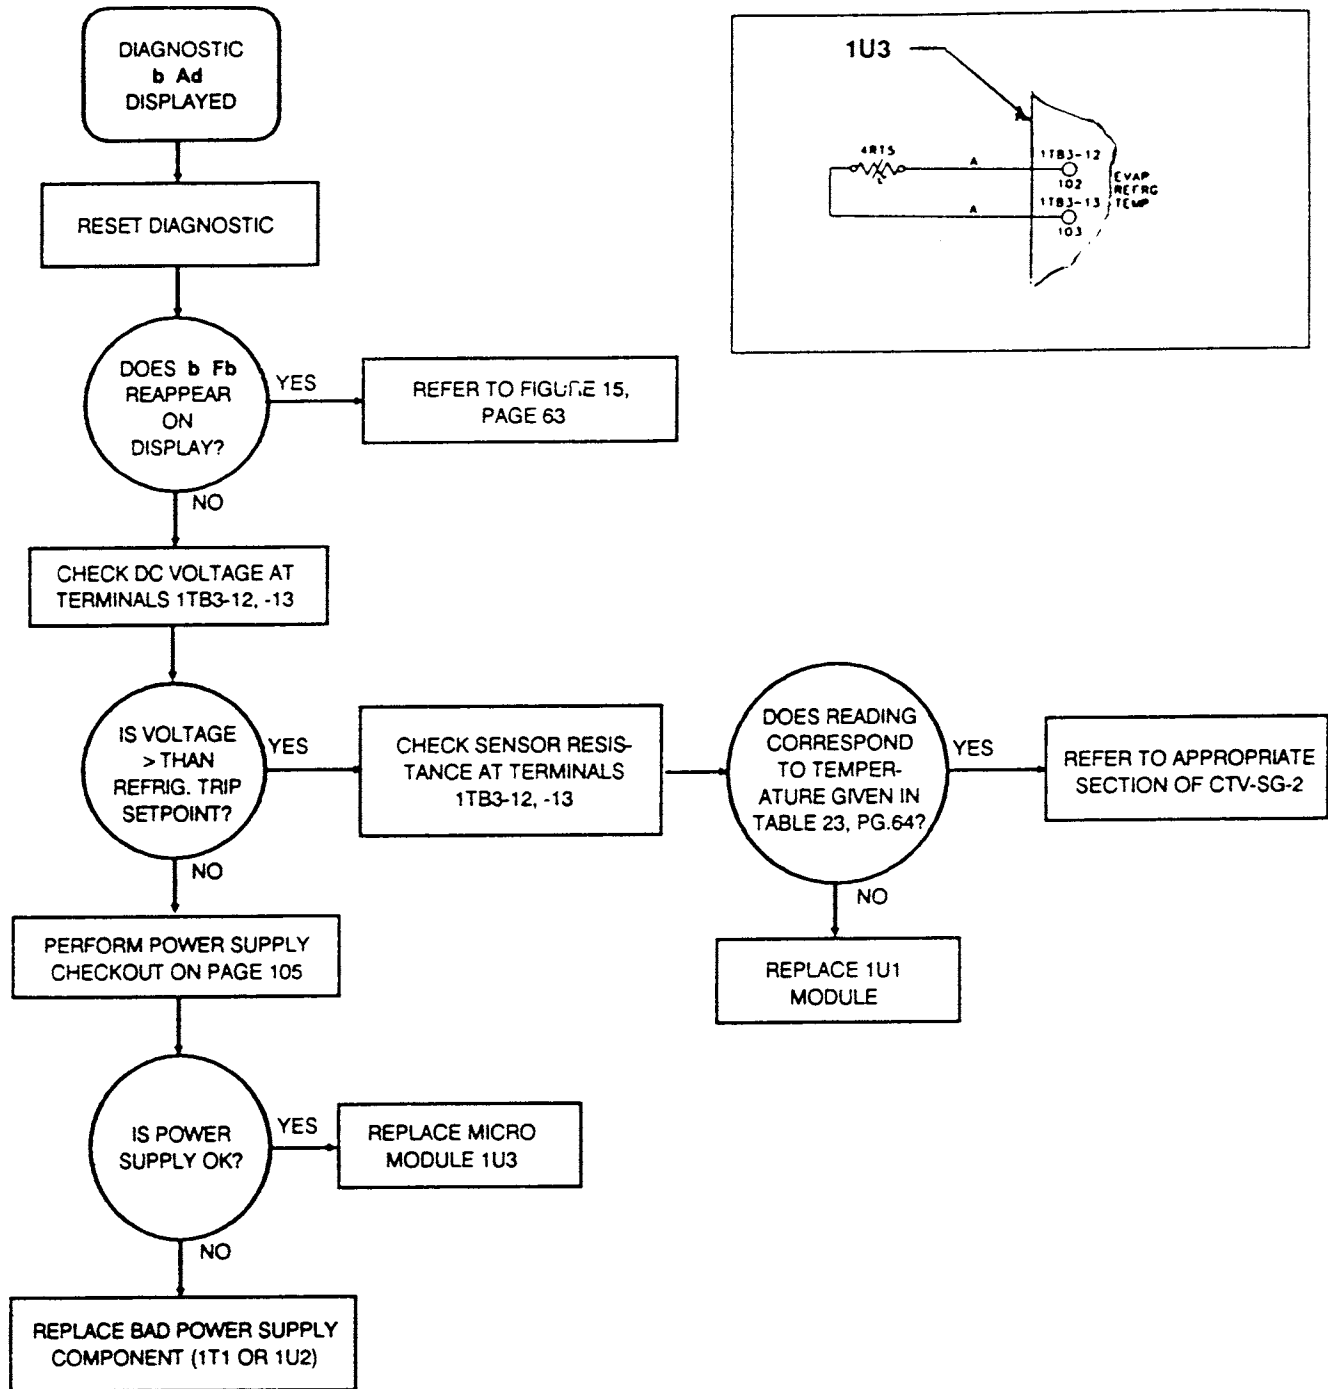 DIAGNOSTIC
b Ad
DISPLAYED
RESET DIAGNOSTIC
DOES b Fb
REAPPEAR
ON
DISPLAY?
YES
REFER TO FIGURE 15,
PAGE 63
NO
CHECK DC VOLTAGE AT
TERMINALS 1TB3-12, -13
IS VOLTAGE
> THAN
REFRIG. TRIP
SETPOINT?
YES
CHECK SENSOR RESIS-
TANCE AT TERMINALS
1TB3-12, -13
DOES READING
CORRESPOND
TO TEMPER-
ATURE GIVEN IN
TABLE 23, PG.64?
YES
REFER TO APPROPRIATE
SECTION OF CTV-SG-2
NO
REPLACE 1U1
MODULE
NO
PERFORM POWER SUPPLY
CHECKOUT ON PAGE 105
IS POWER
SUPPLY OK?
YES
REPLACE MICRO
MODULE 1U3
NO
REPLACE BAD POWER SUPPLY
COMPONENT (1T1 OR 1U2)
1U3
4RT5
A
1TB3-12
102
A
1TB3-13
103
EVAP
REFRG
TEMP